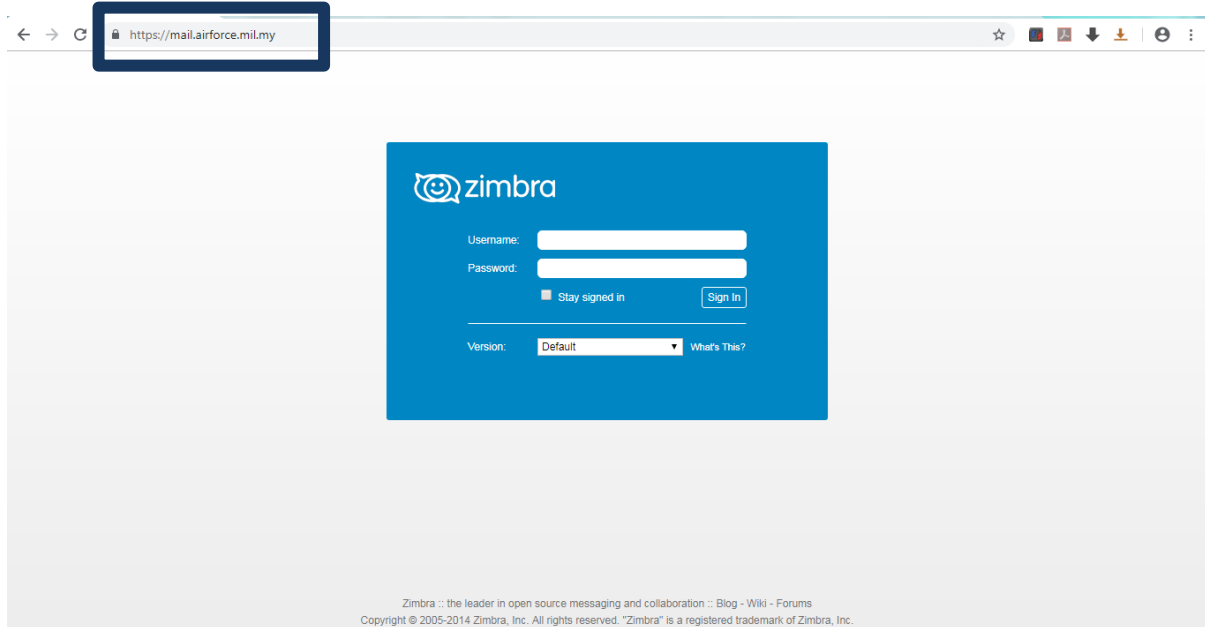 https://mail.airforce.mil.my
zimbra
Username:
Password:
Stay signed in
Sign In
Version:
Default
What's This?
Zimbra :: the leader in open source messaging and collaboration :: Blog - Wiki - Forums
Copyright © 2005-2014 Zimbra, Inc. All rights reserved. "Zimbra" is a registered trademark of Zimbra, Inc.